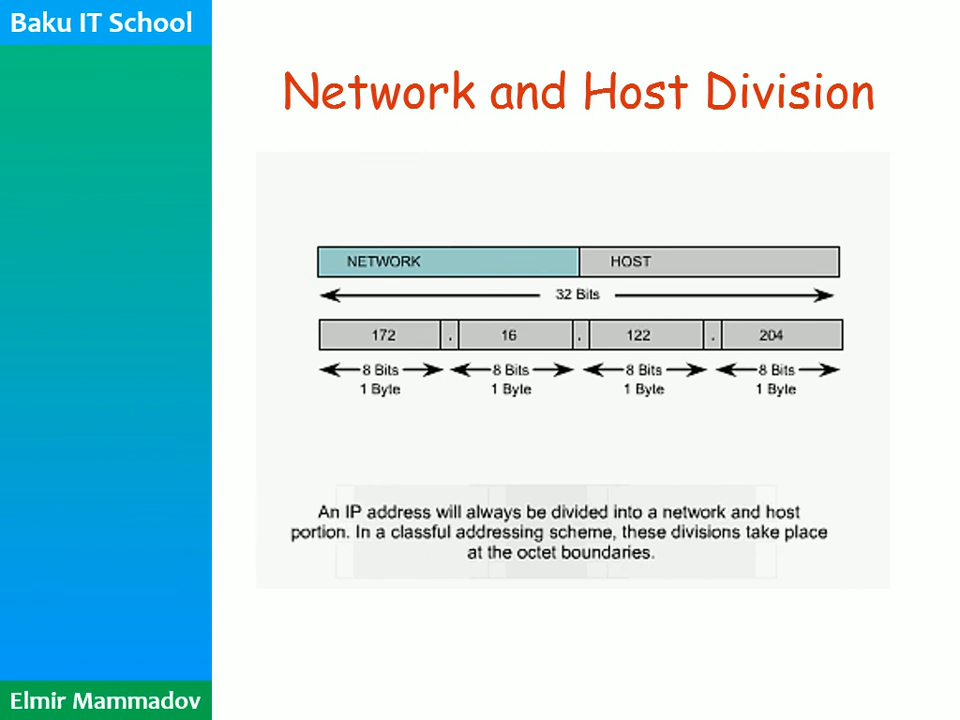 Baku IT School
Network and Host Division
NETWORK HOST
32 Bits
172 . 16 . 122 . 204
8 Bits 8 Bits 8 Bits 8 Bits
1 Byte 1 Byte 1 Byte 1 Byte
An IP address will always be divided into a network and host
portion. In a classful addressing scheme, these divisions take place
at the octet boundaries.
Elmir Mammadov